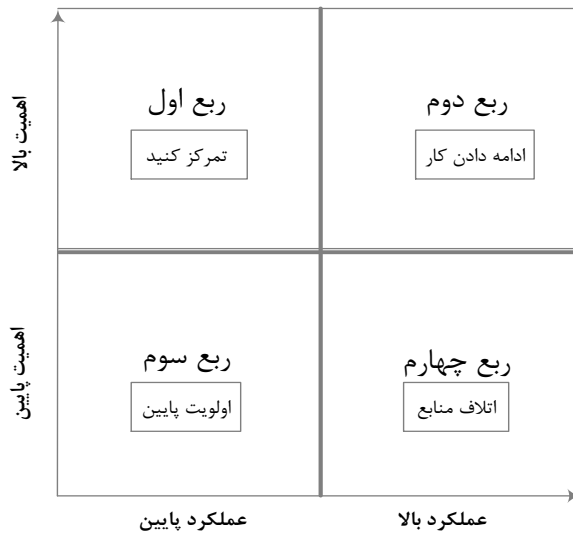 اهمیت بالا
ربع اول
تمرکز کنید
ربع دوم
ادامه دادن کار
اهمیت پایین
ربع سوم
اولویت پایین
ربع چهارم
اتلاف منابع
عملکرد پایین
عملکرد بالا